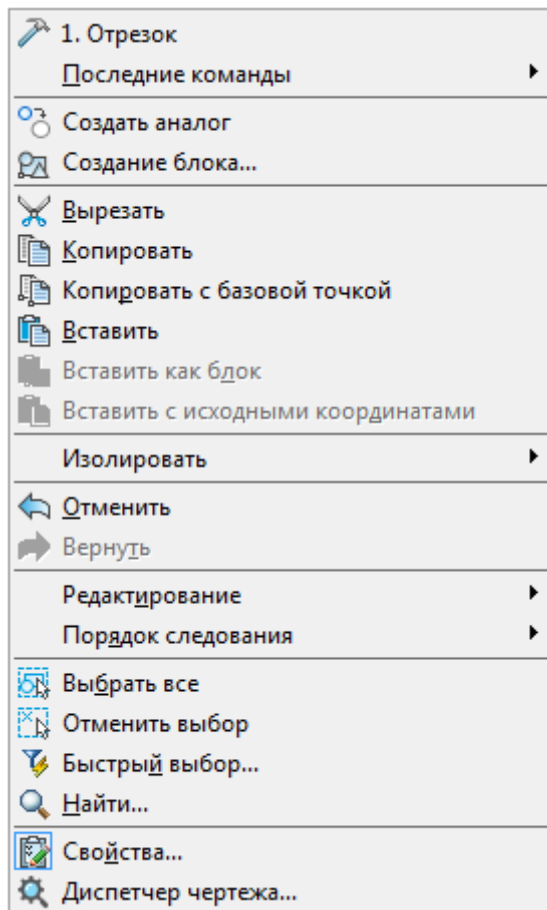 1. Отрезок
Последние команды
Создать аналог
Создание блока...
Вырезать
Копировать
Копировать с базовой точкой
Вставить
Вставить как блок
Вставить с исходными координатами
Изолировать
Отменить
Вернуть
Редактирование
Порядок следования
Выбрать все
Отменить выбор
Быстрый выбор...
Найти...
Свойства...
Диспетчер чертежа...